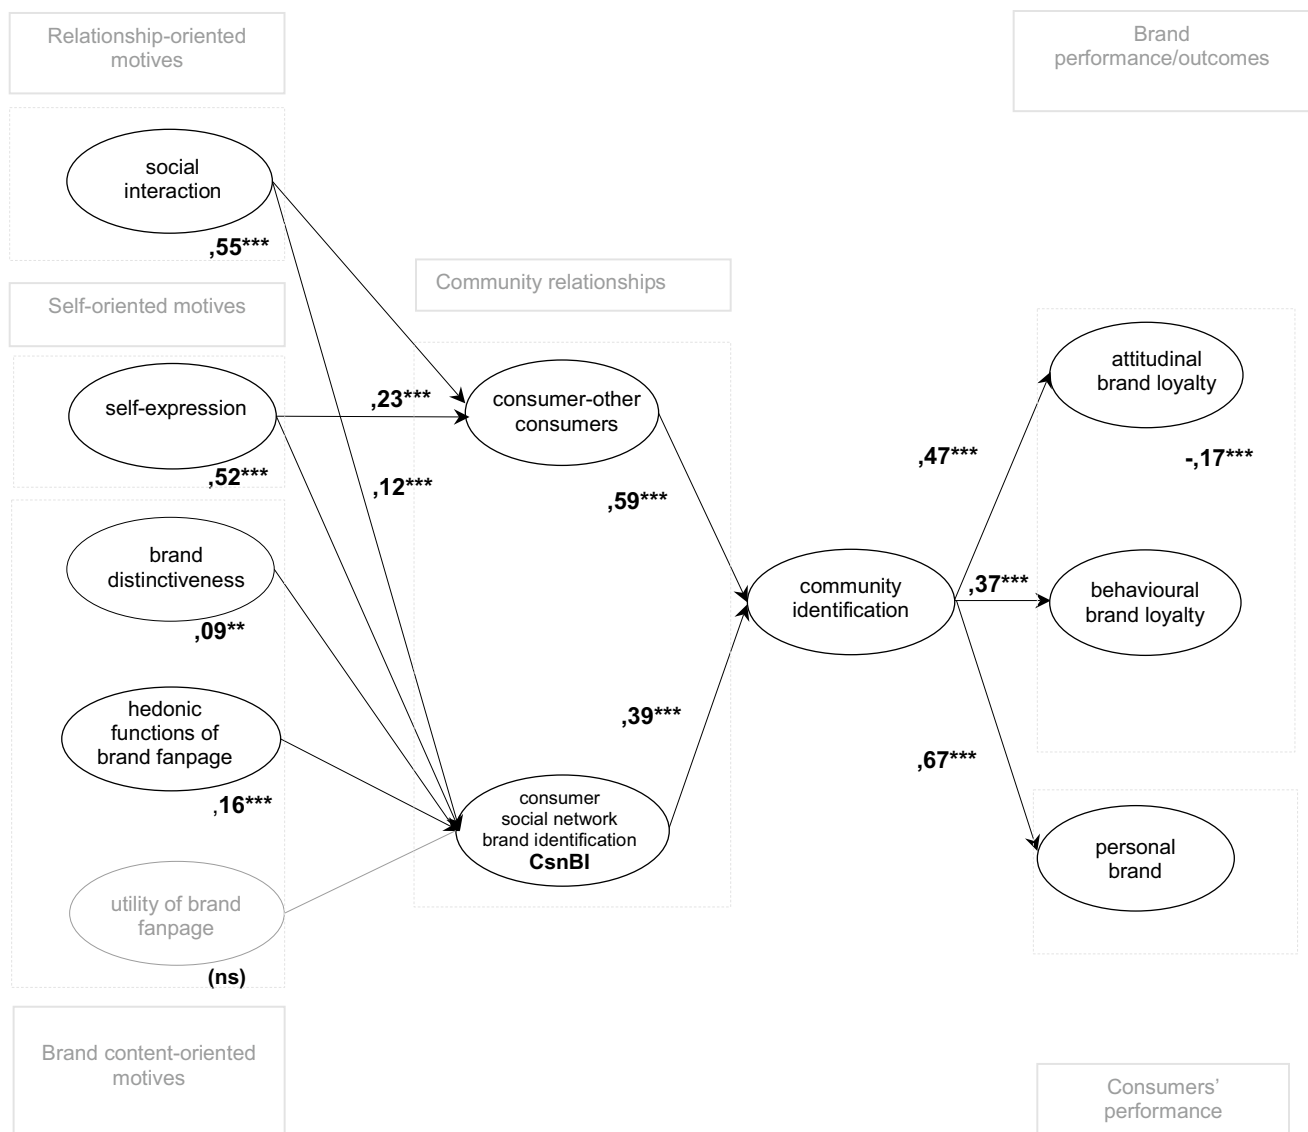 Relationship-oriented
motives
social
interaction
,55***
Self-oriented motives
self-expression
,52***
brand
distinctiveness
,09**
hedonic
functions of
brand fanpage
,16***
utility of brand
fanpage
(ns)
Brand content-oriented
motives
Community relationships
,23***
,12***
consumer-other
consumers
,59***
consumer
social network
brand identification
CsnBI
,39***
community
identification
,47***
,37***
,67***
Brand
performance/outcomes
attitudinal
brand loyalty
-,17***
behavioural
brand loyalty
personal
brand
Consumers'
performance